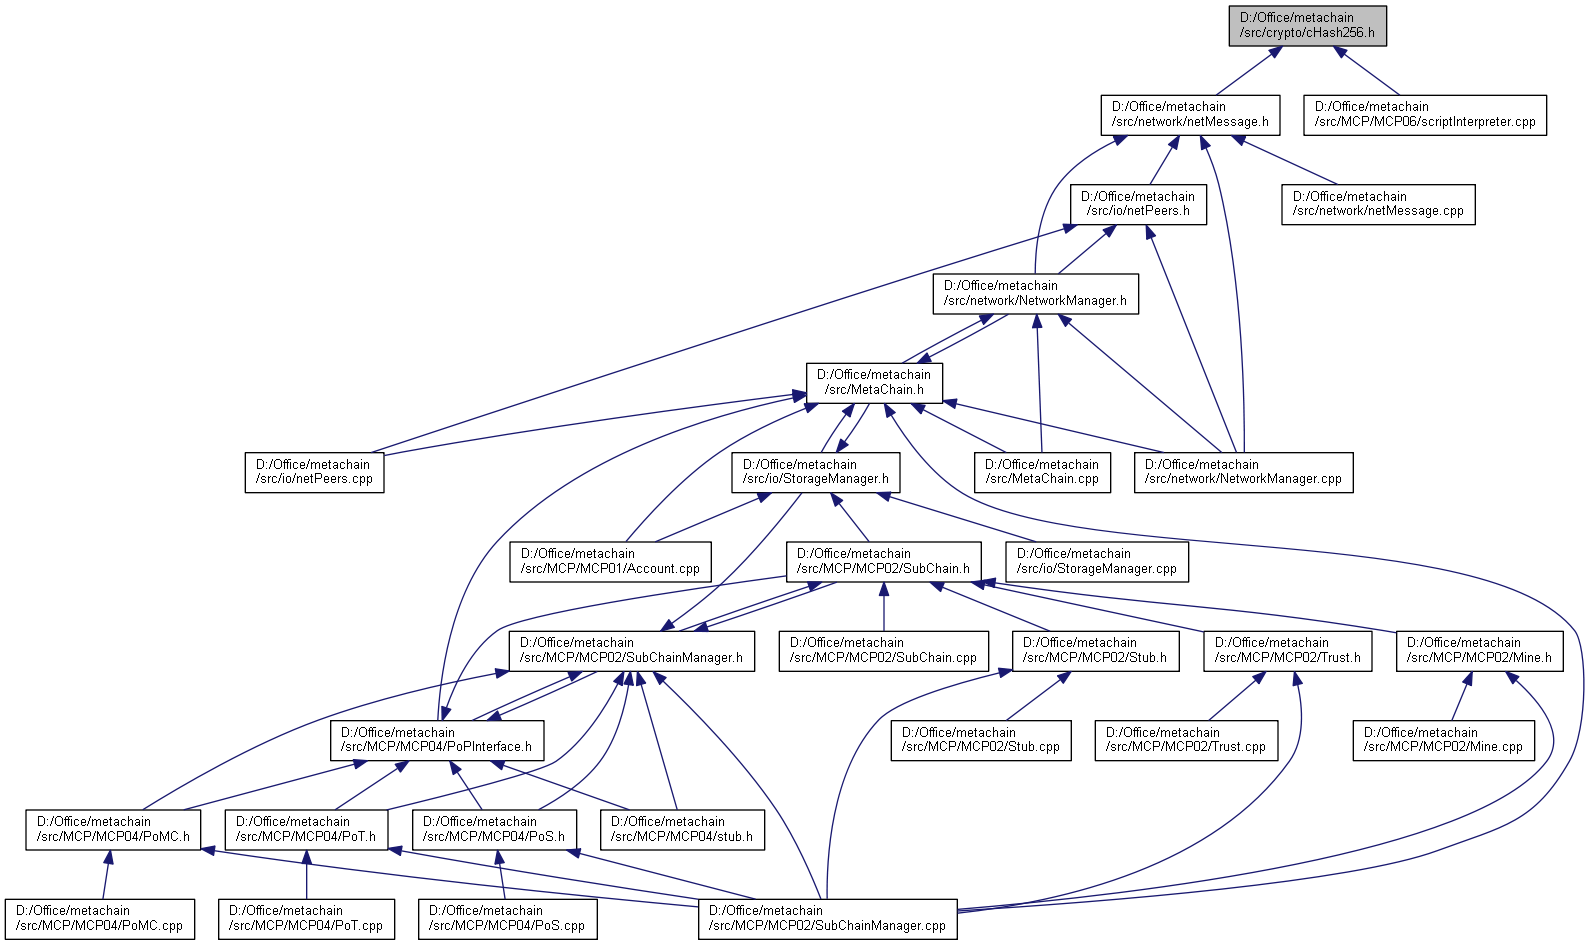 D:/Office/metachain
/src/crypto/cHash256.h
D:/Office/metachain
/src/network/netMessage.h
D:/Office/metachain
/src/MCP/MCP06/scriptInterpreter.cpp
D:/Office/metachain
/src/io/netPeers.h
D:/Office/metachain
/src/network/netMessage.cpp
D:/Office/metachain
/src/network/NetworkManager.h
D:/Office/metachain
/src/MetaChain.h
D:/Office/metachain
/src/io/netPeers.cpp
D:/Office/metachain
/src/io/StorageManager.h
D:/Office/metachain
/src/MetaChain.cpp
D:/Office/metachain
/src/network/NetworkManager.cpp
D:/Office/metachain
/src/MCP/MCP01/Account.cpp
D:/Office/metachain
/src/MCP/MCP02/SubChain.h
D:/Office/metachain
/src/io/StorageManager.cpp
D:/Office/metachain
/src/MCP/MCP02/SubChainManager.h
D:/Office/metachain
/src/MCP/MCP02/SubChain.cpp
D:/Office/metachain
/src/MCP/MCP02/Stub.h
D:/Office/metachain
/src/MCP/MCP02/Trust.h
D:/Office/metachain
/src/MCP/MCP02/Mine.h
D:/Office/metachain
/src/MCP/MCP04/PoPInterface.h
D:/Office/metachain
/src/MCP/MCP02/Stub.cpp
D:/Office/metachain
/src/MCP/MCP02/Trust.cpp
D:/Office/metachain
/src/MCP/MCP02/Mine.cpp
D:/Office/metachain
/src/MCP/MCP04/PoMC.h
D:/Office/metachain
/src/MCP/MCP04/PoT.h
D:/Office/metachain
/src/MCP/MCP04/PoS.h
D:/Office/metachain
/src/MCP/MCP04/stub.h
D:/Office/metachain
/src/MCP/MCP04/PoMC.cpp
D:/Office/metachain
/src/MCP/MCP04/PoT.cpp
D:/Office/metachain
/src/MCP/MCP04/PoS.cpp
D:/Office/metachain
/src/MCP/MCP02/SubChainManager.cpp